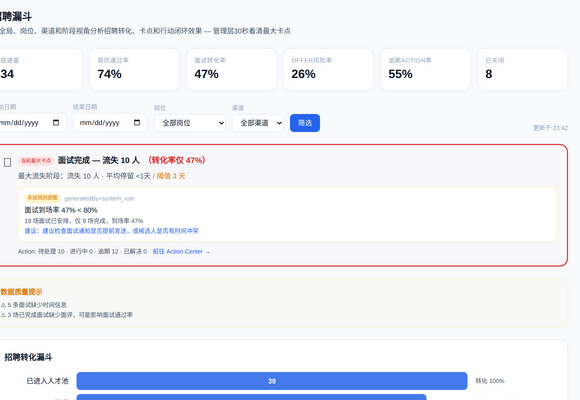 招聘漏斗
全局、岗位、渠道和阶段视角分析招聘转化、卡点和行动闭环效果 — 管理层30秒看清最大卡点
投递量 简历通过率 面试转化率 OFFER风险率 逾期ACTION率 已关闭
34 74% 47% 26% 55% 8
始日期 结束日期 岗位 渠道
mm/dd/yyyy mm/dd/yyyy 全部岗位 全部渠道 筛选
更新于 23:42
当前最大卡点 面试完成 — 流失 10 人 （转化率仅 47%）
最大流失阶段：流失 10 人 · 平均停留 <1天 / 阈值 3 天
系统规则提醒 generatedBy=system_rule
面试到场率 47% < 80%
19 场面试已安排，仅 9 场完成，到场率 47%
建议：建议检查面试通知是否提前发送，或候选人是否有时间冲突
Action: 待处理 10 · 进行中 0 · 逾期 12 · 已解决 0 前往 Action Center →
数据质量提示
⚠ 5 条面试缺少时间信息
⚠ 3 场已完成面试缺少面评，可能影响面试通过率
招聘转化漏斗
已进入人才池 38 转化 100%